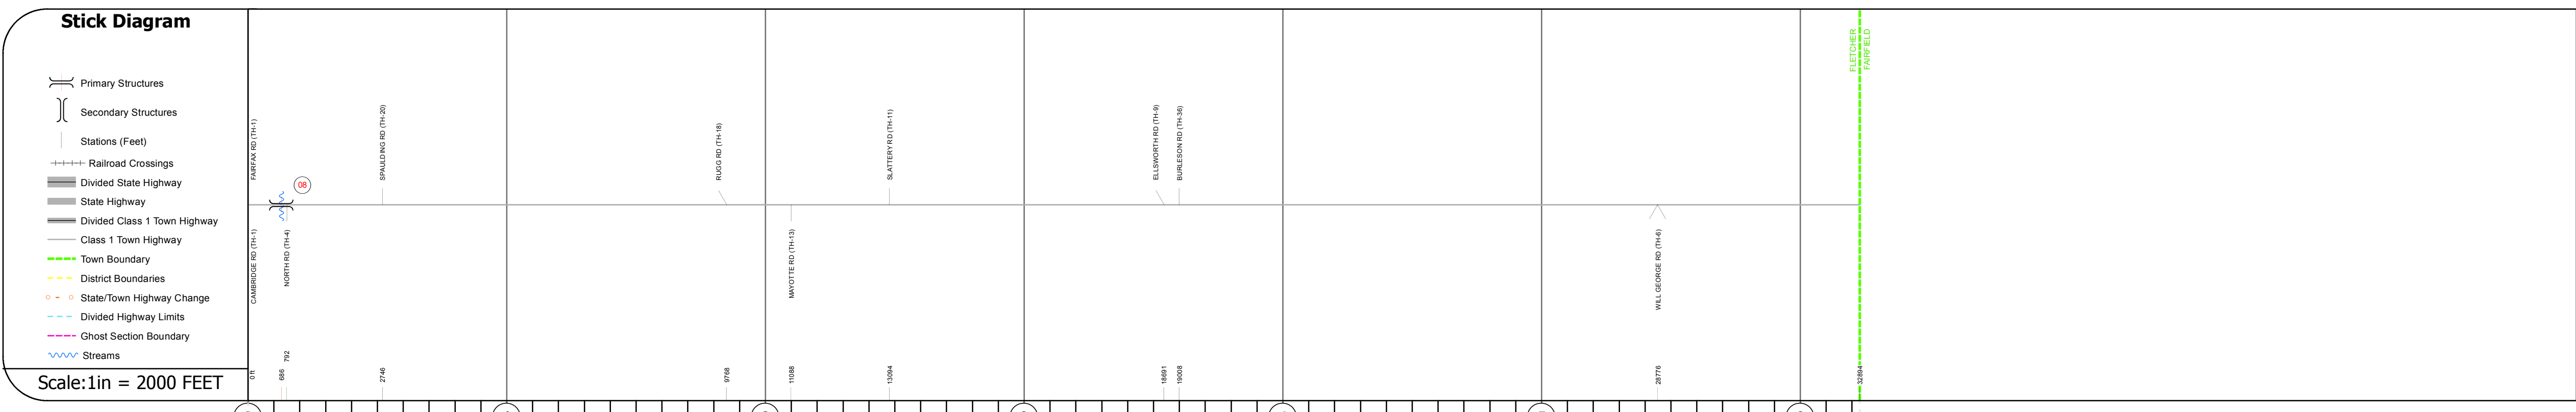 Stick Diagram
Primary Structures
Secondary Structures
Stations (Feet)
Railroad Crossings
Divided State Highway
State Highway
Divided Class 1 Town Highway
Class 1 Town Highway
Town Boundary
District Boundaries
State/Town Highway Change
Divided Highway Limits
Ghost Section Boundary
Streams
Scale:1in = 2000 FEET
FAIRFAX RD (TH-1)
CAMBRIDGE RD (TH-1)
0 ft
08
686
NORTH RD (TH-4)
792
SPAULDING RD (TH-20)
2746
RUGG RD (TH-18)
9768
MAYOTTE RD (TH-13)
11088
SLATTERY RD (TH-11)
13094
ELLSWORTH RD (TH-9)
18691
BURLESON RD (TH-36)
19008
WILL GEORGE RD (TH-6)
28776
FLETCHER
FAIRFIELD
32894